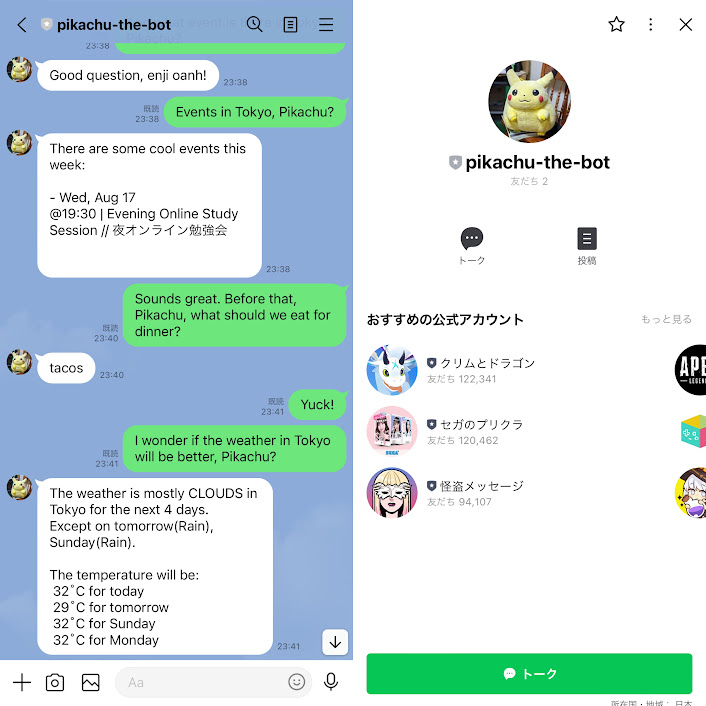 pikachu-the-bot
23:38
Good question, enji oanh!
23:38
既読
23:38
Events in Tokyo, Pikachu?
There are some cool events this
week:
- Wed, Aug 17
@19:30 | Evening Online Study
Session // 夜オンライン勉強会
23:38
Sounds great. Before that,
Pikachu, what should we eat for
dinner?
既読
23:40
tacos
23:40
既読
23:41
Yuck!
I wonder if the weather in Tokyo
will be better, Pikachu?
既読
23:41
The weather is mostly CLOUDS in
Tokyo for the next 4 days.
Except on tomorrow(Rain),
Sunday(Rain).
The temperature will be:
32˚C for today
29˚C for tomorrow
32˚C for Sunday
32˚C for Monday
23:41
Aa
pikachu-the-bot
友だち 2
トーク
投稿
おすすめの公式アカウント
もっと見る
クリムとドラゴン
友だち 122,341
セガのプリクラ
友だち 120,462
SEGA
怪盗メッセージ
友だち 94,107
トーク
所在国・地域： 日本